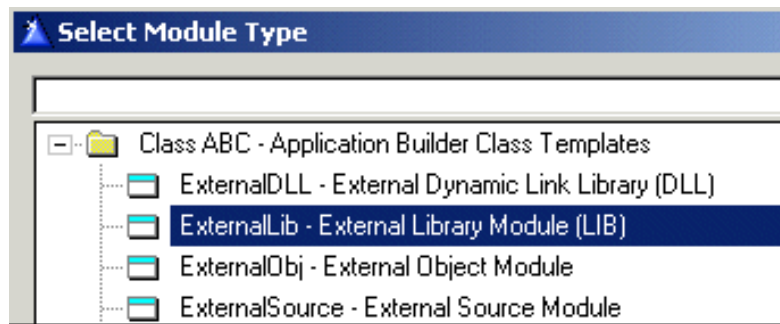 Select Module Type
Class ABC - Application Builder Class Templates
ExternalDLL - External Dynamic Link Library (DLL)
ExternalLib - External Library Module (LIB)
ExternalObj - External Object Module
ExternalSource - External Source Module